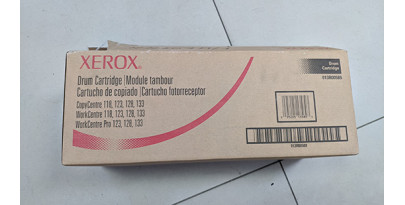 XEROX
Drum Cartridge | Module tambour
Cartucho de copiado | Cartucho fotorreceptor
CopyCentre 118, 123, 128, 133
WorkCentre 118, 123, 128, 133
WorkCentre Pro 123, 128, 133
Drum
Cartridge